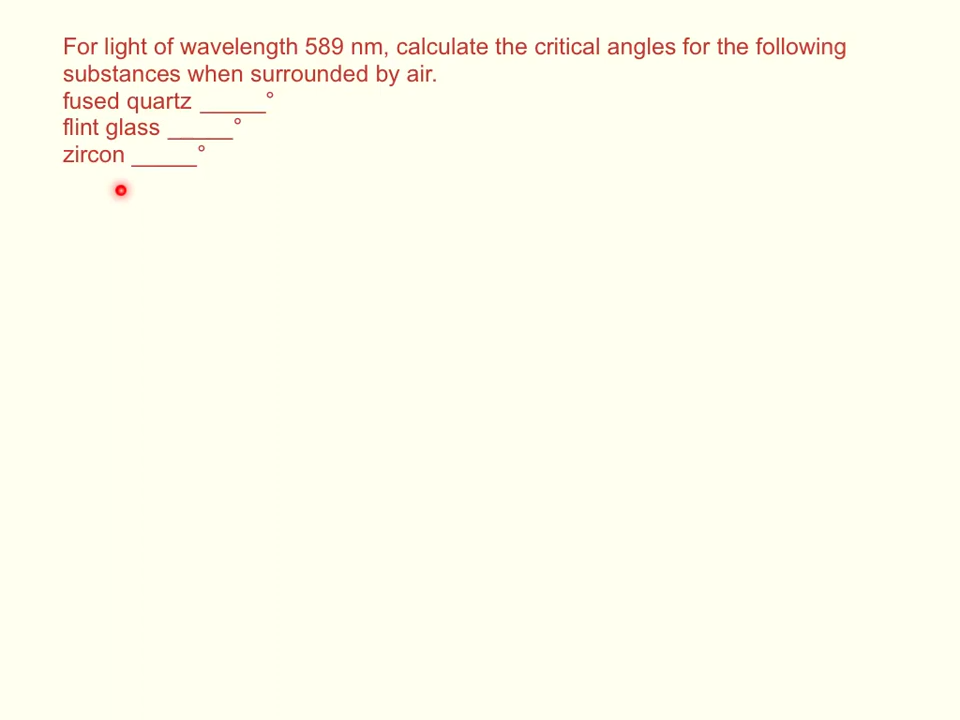 For light of wavelength 589 nm, calculate the critical angles for the following
substances when surrounded by air.
fused quartz _____°
flint glass _____°
zircon _____°